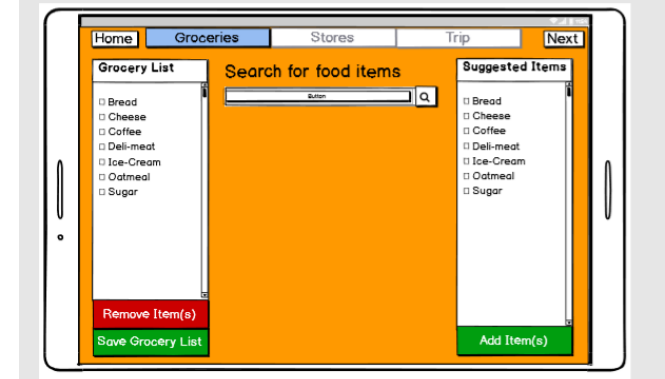 Home Groceries Stores Trip Next
Grocery List
Bread
Cheese
Coffee
Deli-meat
Ice-Cream
Oatmeal
Sugar
Remove Item(s)
Save Grocery List
Search for food items
Button
Suggested Items
Bread
Cheese
Coffee
Deli-meat
Ice-Cream
Oatmeal
Sugar
Add Item(s)